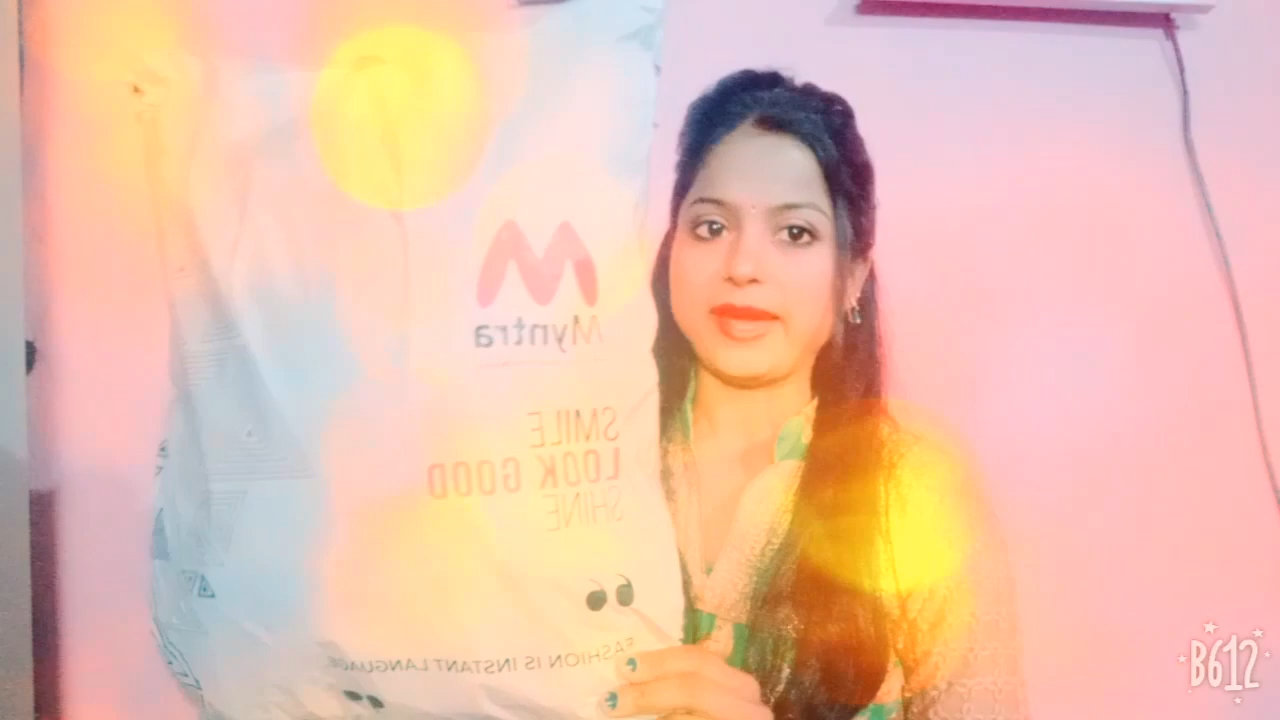 Myntra
SMILE
LOOK GOOD
SHINE
“
FASHION IS INSTANT LANGUAGE
”
B612